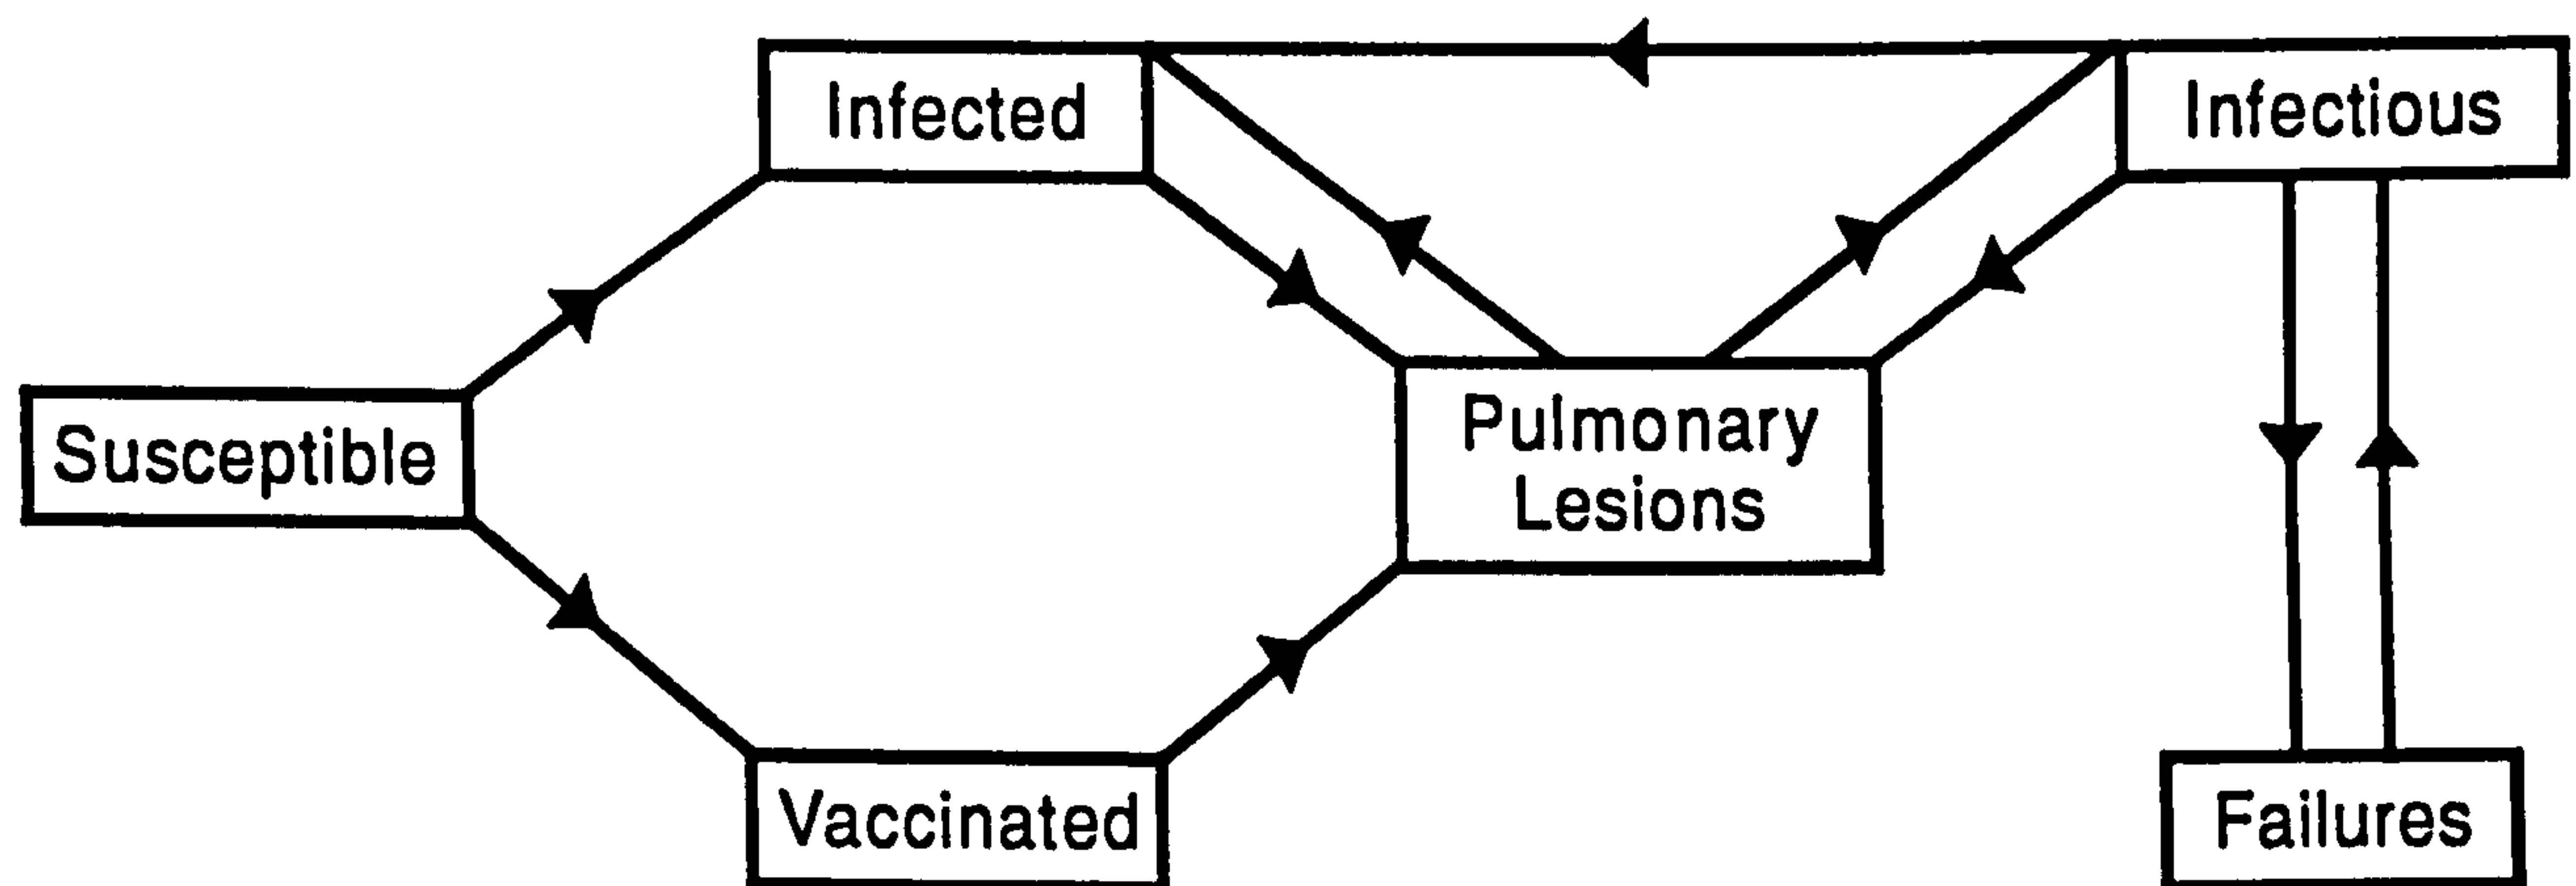 Infected
Infectious
Susceptible
Pulmonary
Lesions
Vaccinated
Failures